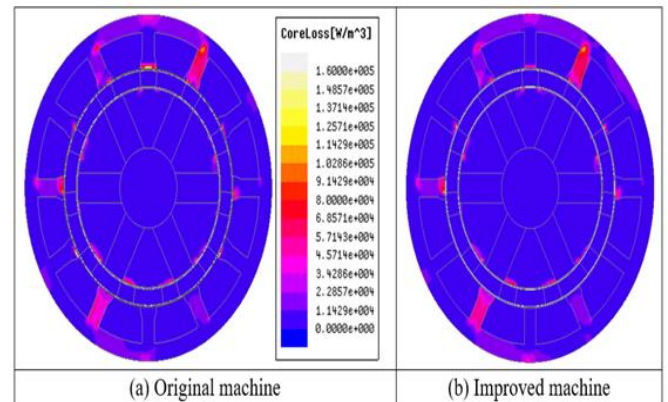 CoreLoss[W/m^3]
1.6000e+005
1.4857e+005
1.3714e+005
1.2571e+005
1.1429e+005
1.0286e+005
9.1429e+004
8.0000e+004
6.8571e+004
5.7143e+004
4.5714e+004
3.4286e+004
2.2857e+004
1.1429e+004
0.0000e+000
(a) Original machine
(b) Improved machine